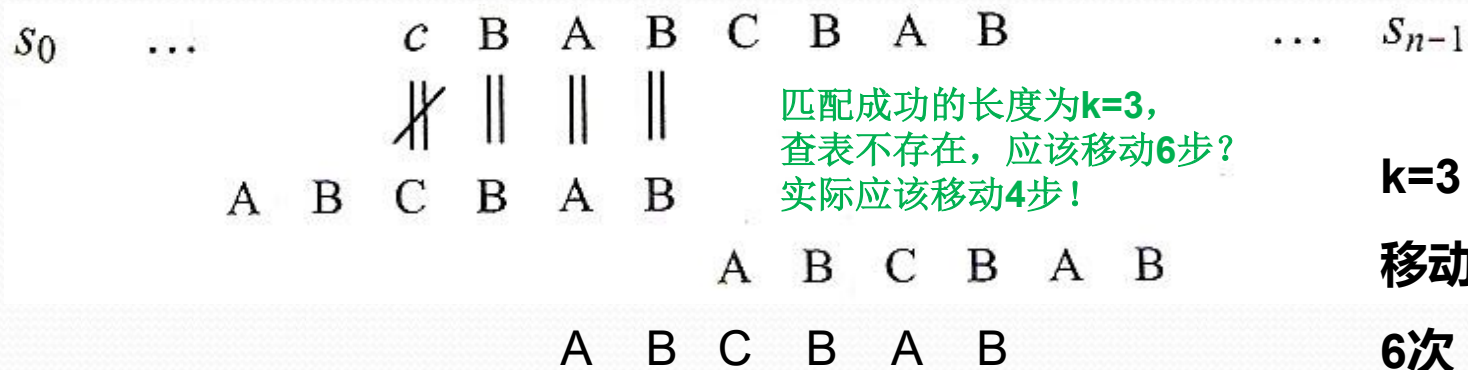 s₀ … c B A B C B A B … sₙ₋₁
匹配成功的长度为k=3，
查表不存在，应该移动6步？
实际应该移动4步！
k=3
A B C B A B
A B C B A B
移动
A B C B A B
6次